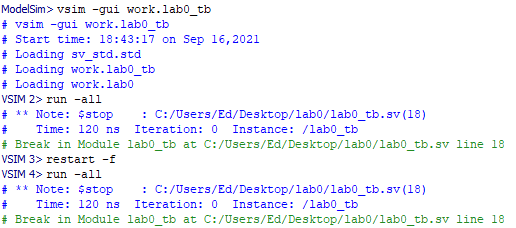 ModelSim> vsim -gui work.lab0_tb
# vsim -gui work.lab0_tb
# Start time: 18:43:17 on Sep 16,2021
# Loading sv_std.std
# Loading work.lab0_tb
# Loading work.lab0
VSIM 2> run -all
# ** Note: $stop    : C:/Users/Ed/Desktop/lab0/lab0_tb.sv(18)
#    Time: 120 ns  Iteration: 0  Instance: /lab0_tb
# Break in Module lab0_tb at C:/Users/Ed/Desktop/lab0/lab0_tb.sv line 18
VSIM 3> restart -f
VSIM 4> run -all
# ** Note: $stop    : C:/Users/Ed/Desktop/lab0/lab0_tb.sv(18)
#    Time: 120 ns  Iteration: 0  Instance: /lab0_tb
# Break in Module lab0_tb at C:/Users/Ed/Desktop/lab0/lab0_tb.sv line 18